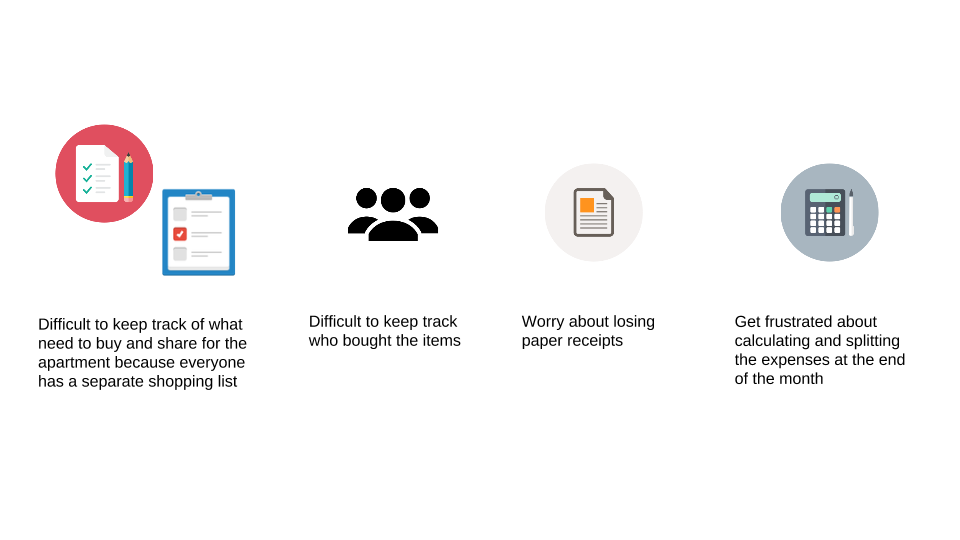 Difficult to keep track of what
need to buy and share for the
apartment because everyone
has a separate shopping list
Difficult to keep track
who bought the items
Worry about losing
paper receipts
Get frustrated about
calculating and splitting
the expenses at the end
of the month